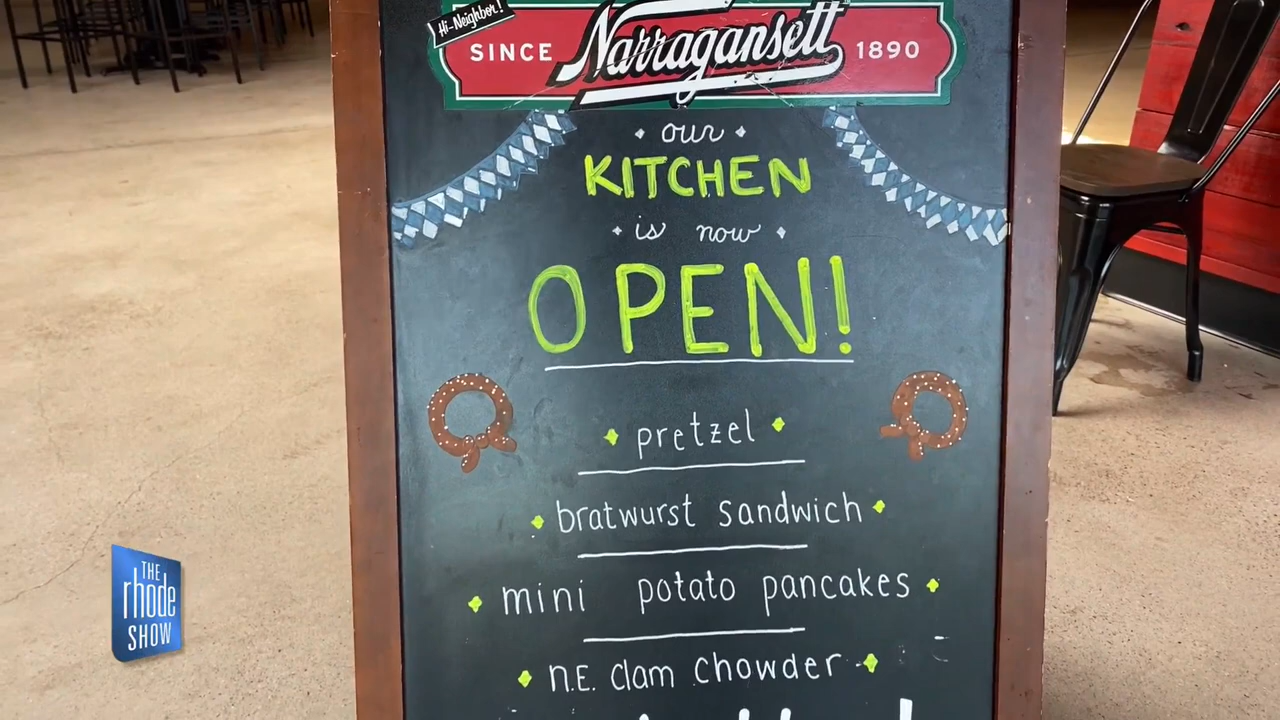 Hi-Neighbor!
SINCE Narragansett 1890
our
KITCHEN
is now
OPEN!
pretzel
bratwurst sandwich
mini potato pancakes
N.E. Clam Chowder
THE
rhode
SHOW